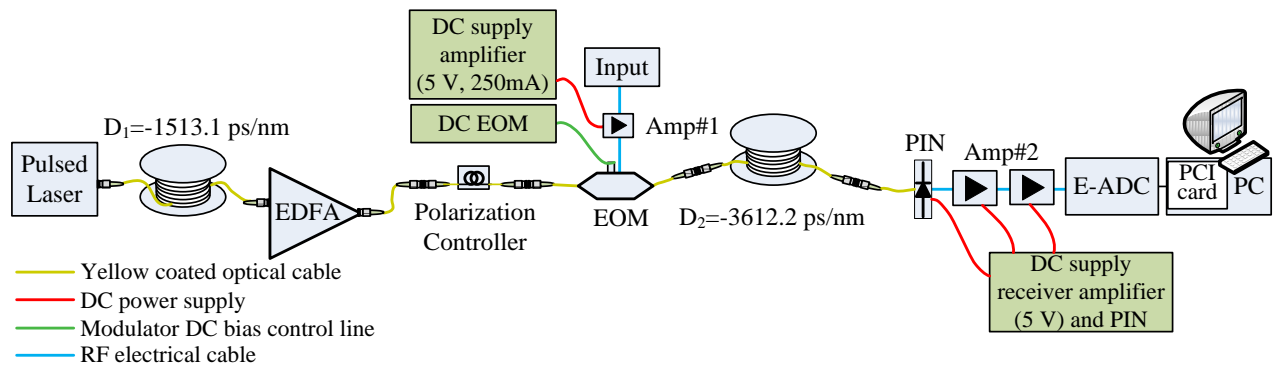 DC supply
amplifier
(5 V, 250mA)
Input
D₁=-1513.1 ps/nm
DC EOM
Amp#1
Pulsed
Laser
EDFA
Polarization
Controller
EOM
D₂=-3612.2 ps/nm
PIN
Amp#2
E-ADC
PCI
card
PC
Yellow coated optical cable
DC power supply
Modulator DC bias control line
RF electrical cable
DC supply
receiver amplifier
(5 V) and PIN